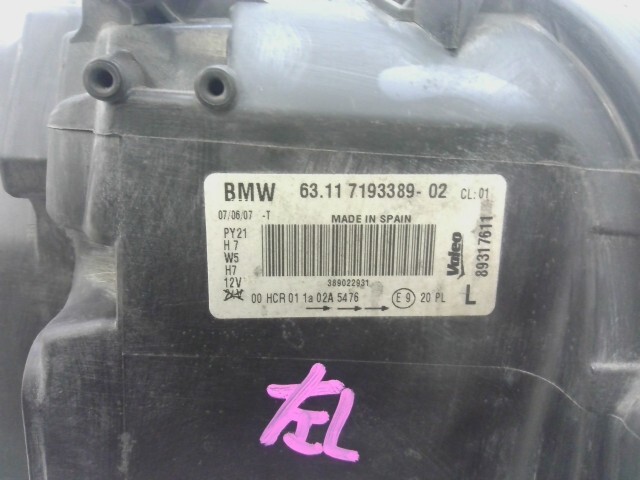 BMW 63.11 7193389-02 CL:01
07/06/07 -T MADE IN SPAIN
PY21
H7
W5
H7
12V
389022931
00 HCR 01 1a 02A 5476 E9 20 PL
Valeo
89317611
L
左L